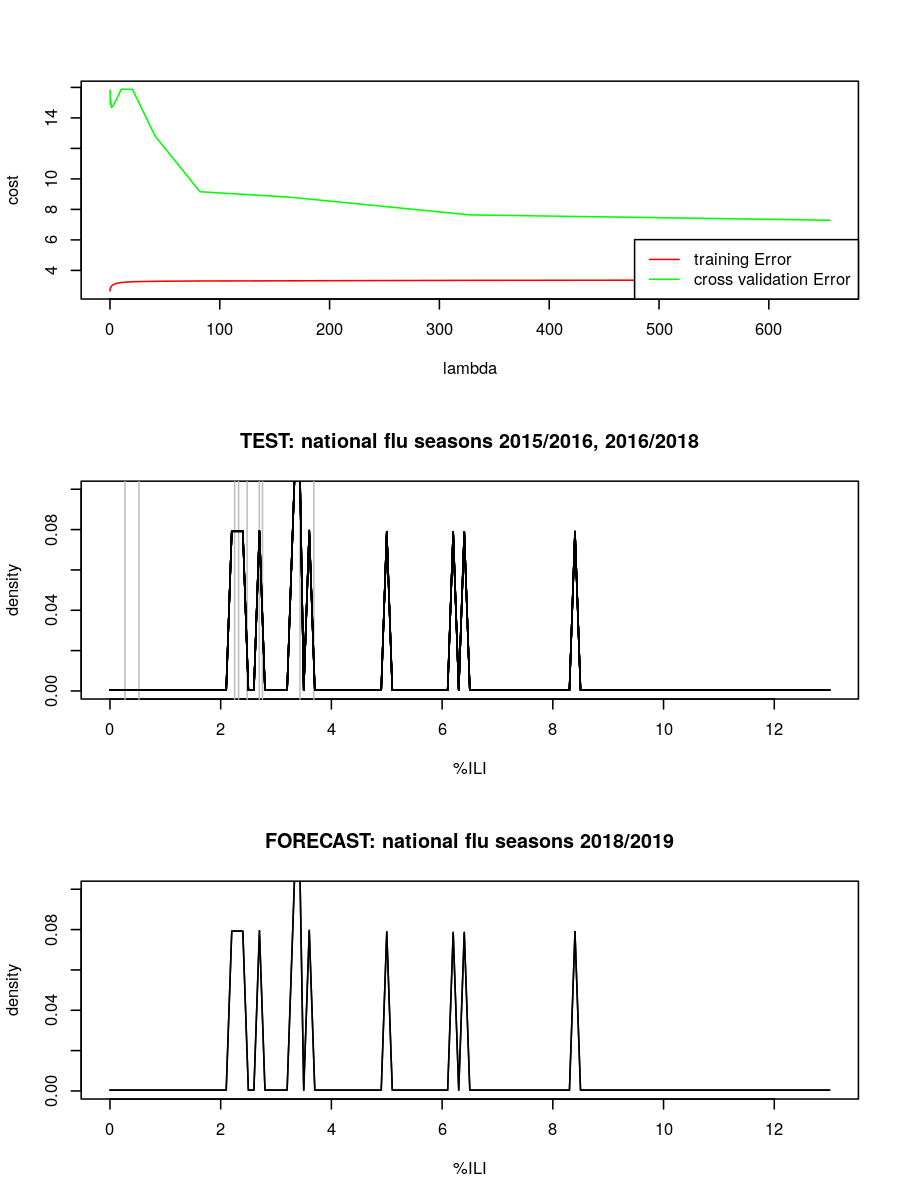 cost
14
10
8
6
4
training Error
cross validation Error
0 100 200 300 400 500 600
lambda
TEST: national flu seasons 2015/2016, 2016/2018
density
0.08
0.04
0.00
0 2 4 6 8 10 12
%ILI
FORECAST: national flu seasons 2018/2019
density
0.08
0.04
0.00
0 2 4 6 8 10 12
%ILI